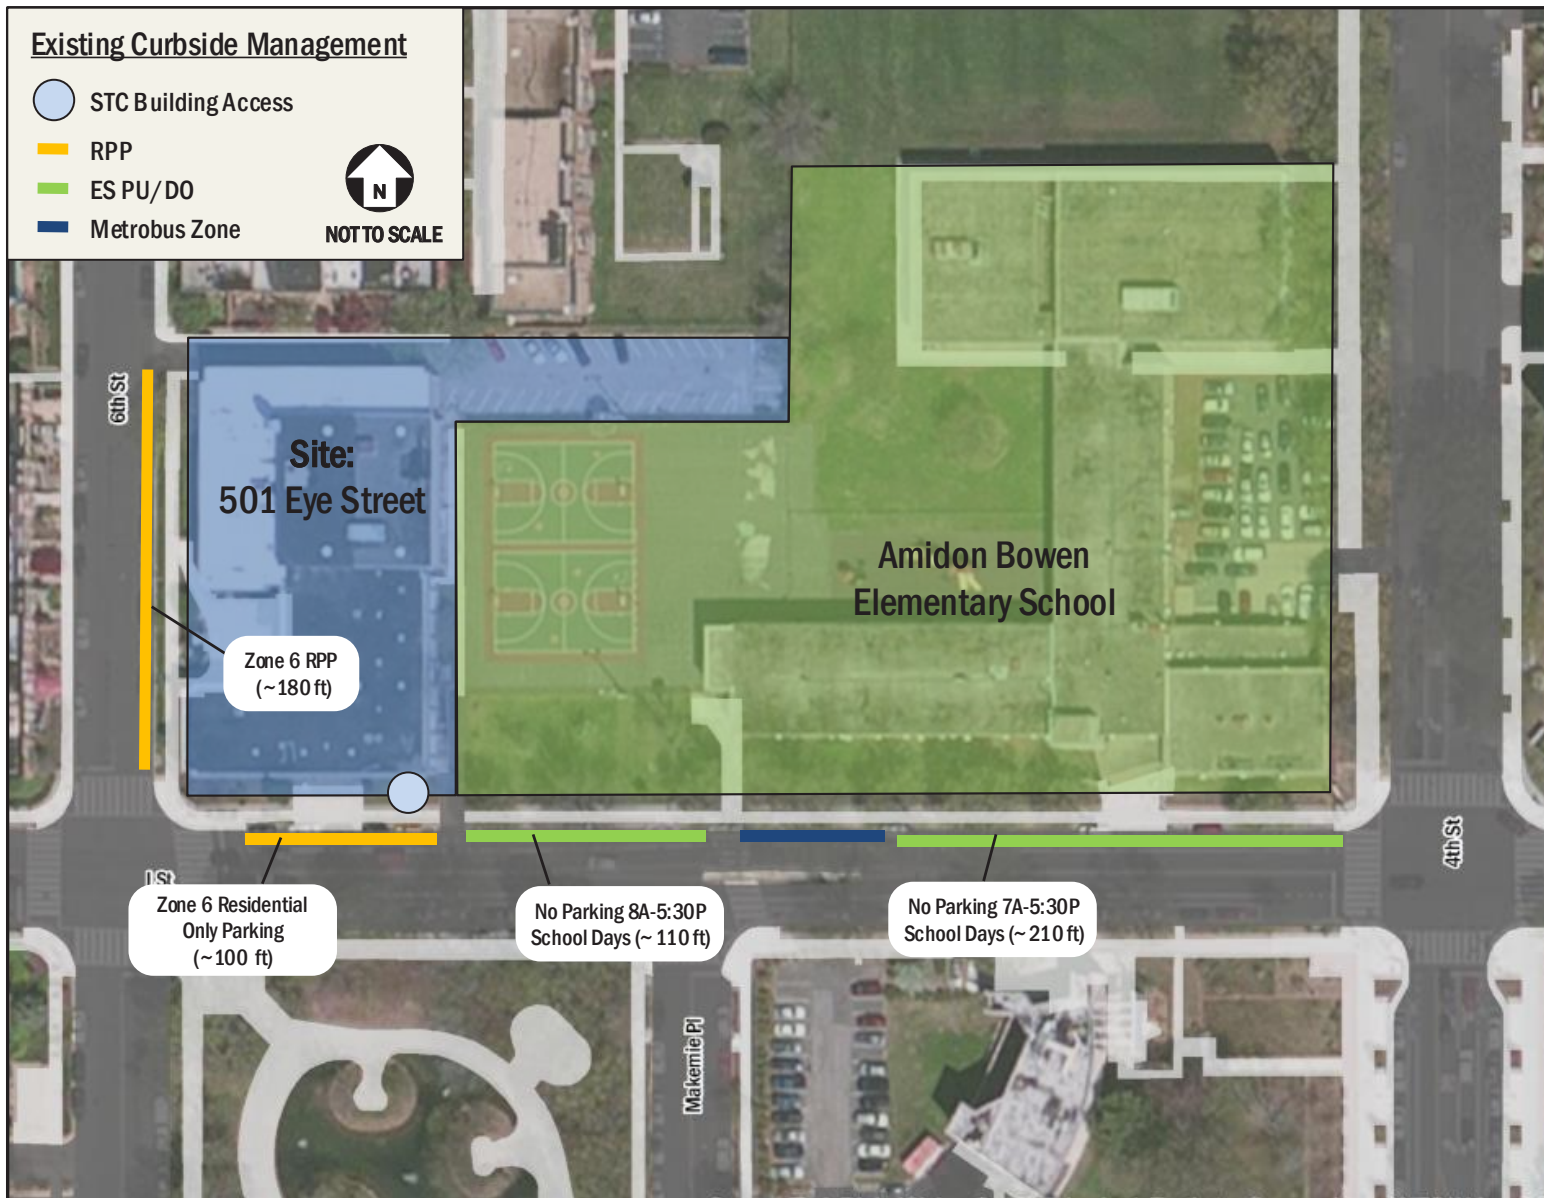 Existing Curbside Management
STC Building Access
RPP
ES PU/DO
Metrobus Zone
N
NOT TO SCALE
6th St
Site:
501 Eye Street
Amidon Bowen
Elementary School
Zone 6 RPP
(~180 ft)
4th St
I St
Zone 6 Residential
Only Parking
(~100 ft)
No Parking 8A-5:30P
School Days (~ 110 ft)
No Parking 7A-5:30P
School Days (~ 210 ft)
Makemie Pl